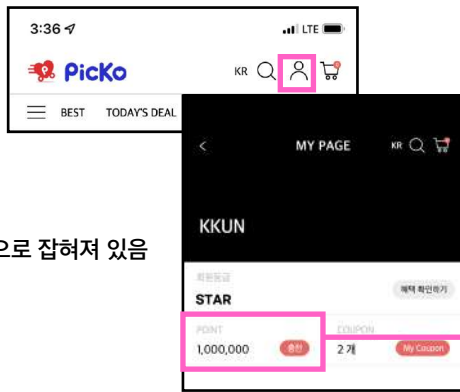 3:36
LTE
PicKo
KR
BEST TODAY'S DEAL
MY PAGE
KR
KKUN
으로 잡혀져 있음
회원등급
STAR
혜택 확인하기
POINT
COUPON
1,000,000
충전
2 개
My Coupon